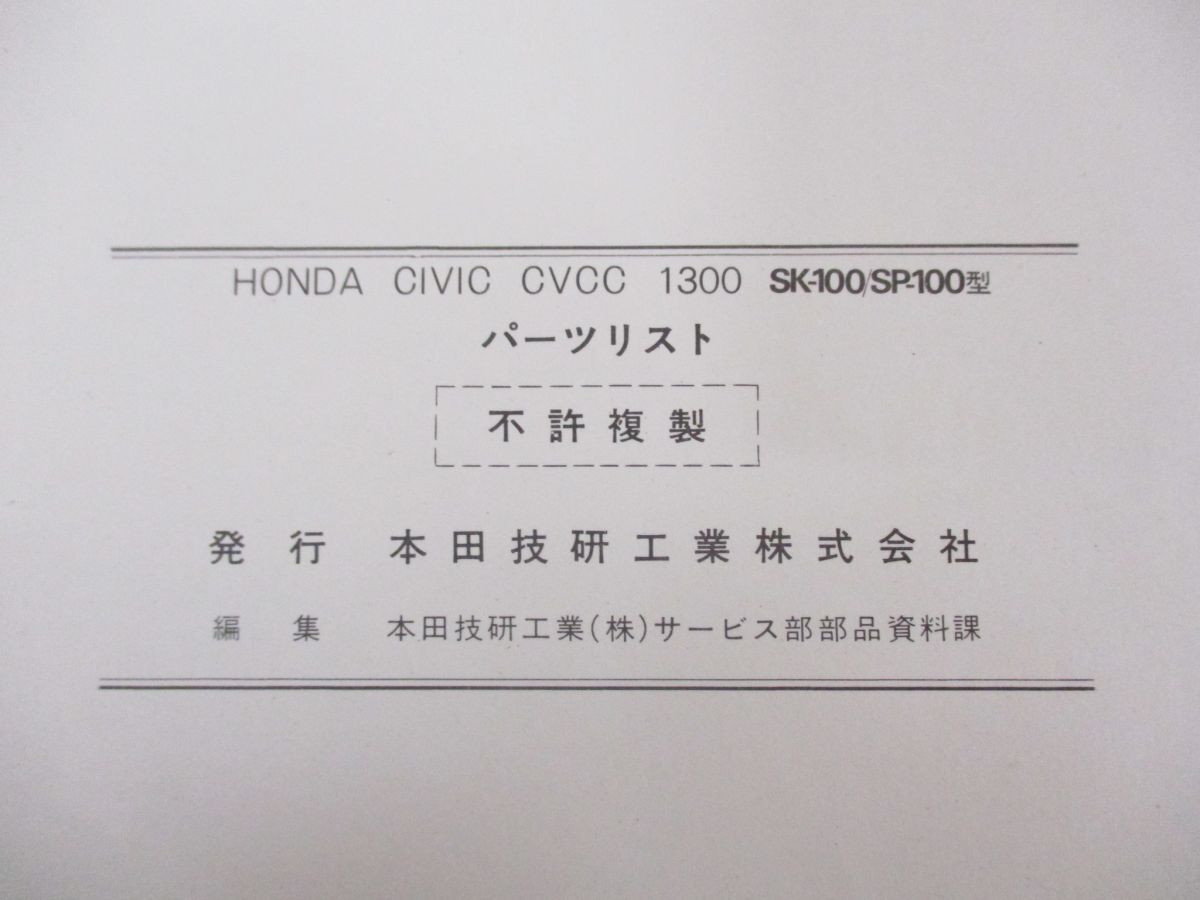 HONDA CIVIC CVCC 1300 SK-100/SP-100型
パーツリスト
不許複製
発行 本田技研工業株式会社
編集 本田技研工業(株)サービス部部品資料課